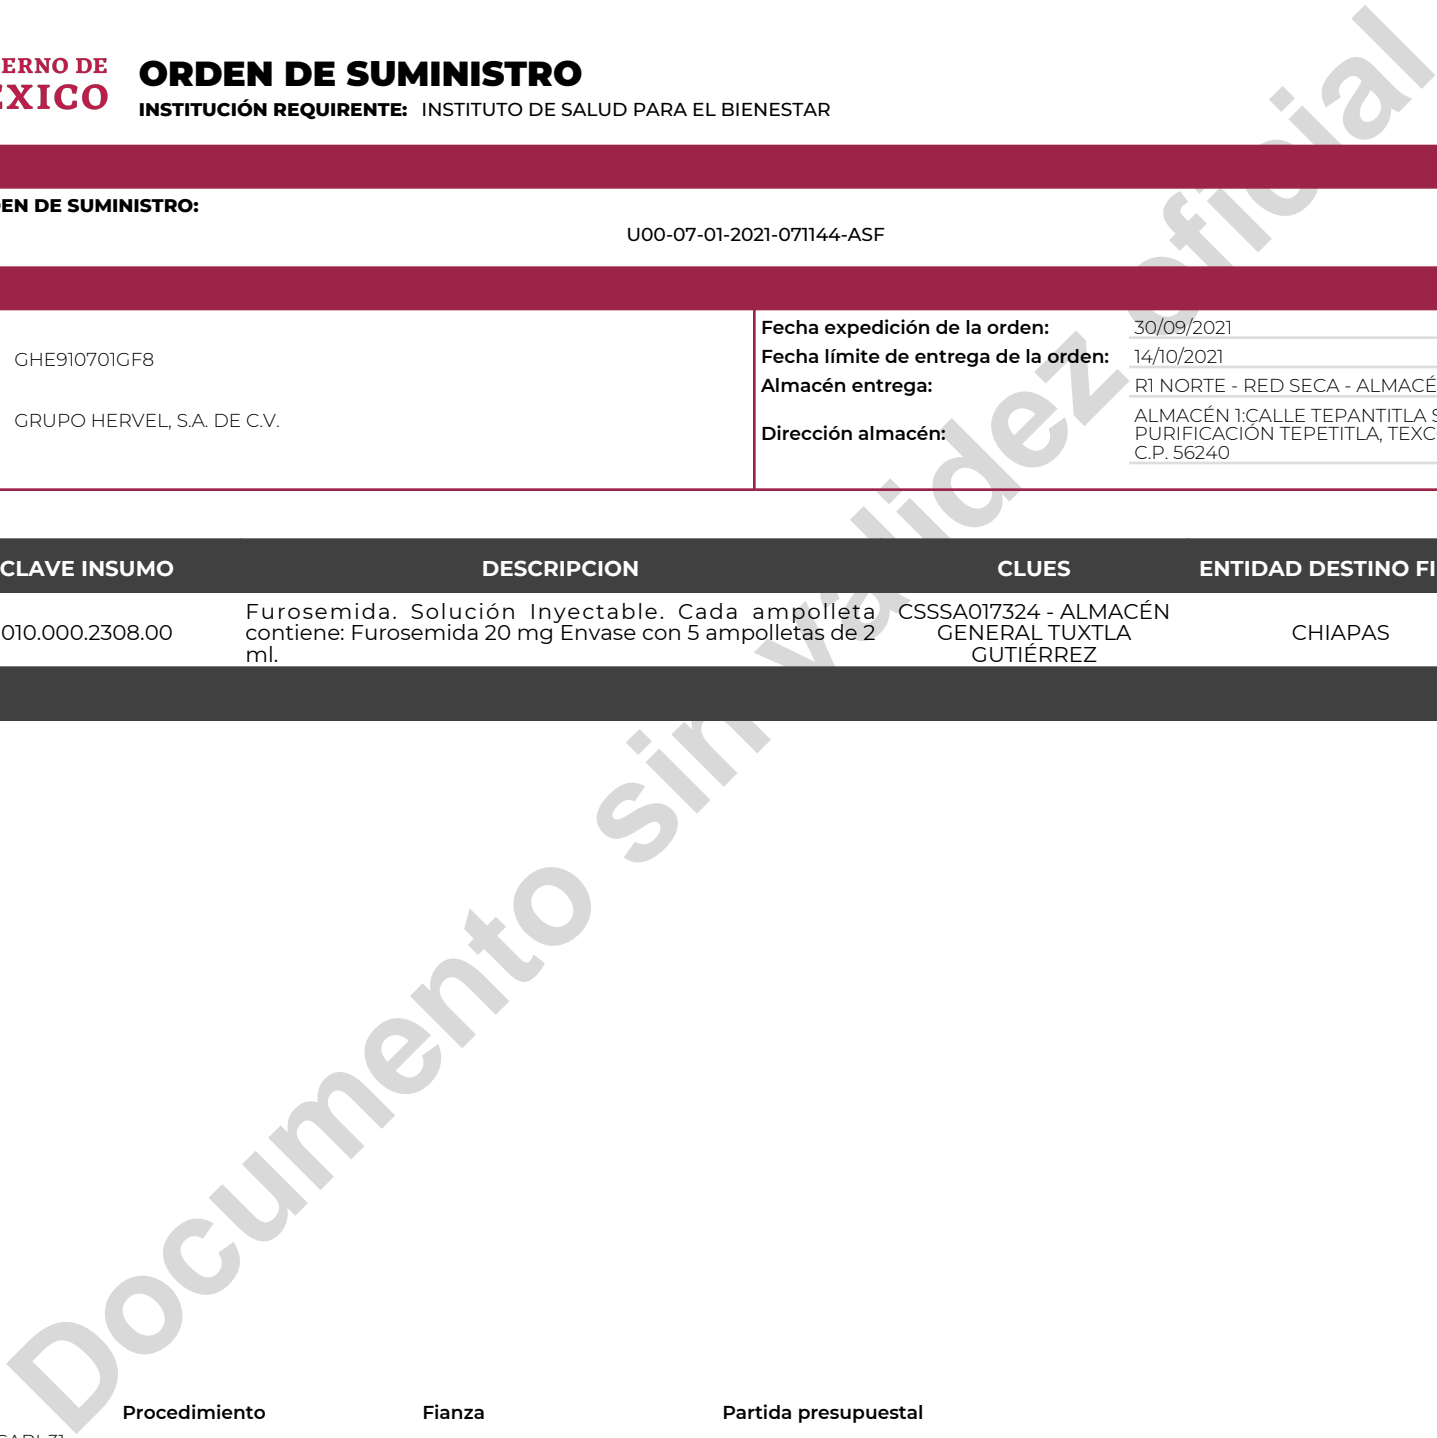 ERNO DE
ÉXICO
ORDEN DE SUMINISTRO
INSTITUCIÓN REQUIRENTE: INSTITUTO DE SALUD PARA EL BIENESTAR
EN DE SUMINISTRO:
U00-07-01-2021-071144-ASF
GHE910701GF8
GRUPO HERVEL, S.A. DE C.V.
Fecha expedición de la orden: 30/09/2021
Fecha límite de entrega de la orden: 14/10/2021
Almacén entrega: R1 NORTE - RED SECA - ALMACÉ
Dirección almacén: ALMACÉN 1:CALLE TEPANTITLA S
PURIFICACIÓN TEPETITLA, TEXC
C.P. 56240
CLAVE INSUMO DESCRIPCION CLUES ENTIDAD DESTINO FI
010.000.2308.00
Furosemida. Solución Inyectable. Cada ampolleta
contiene: Furosemida 20 mg Envase con 5 ampolletas de 2
ml.
CSSSA017324 - ALMACÉN
GENERAL TUXTLA
GUTIÉRREZ
CHIAPAS
Documento sin validez oficial
Procedimiento Fianza Partida presupuestal